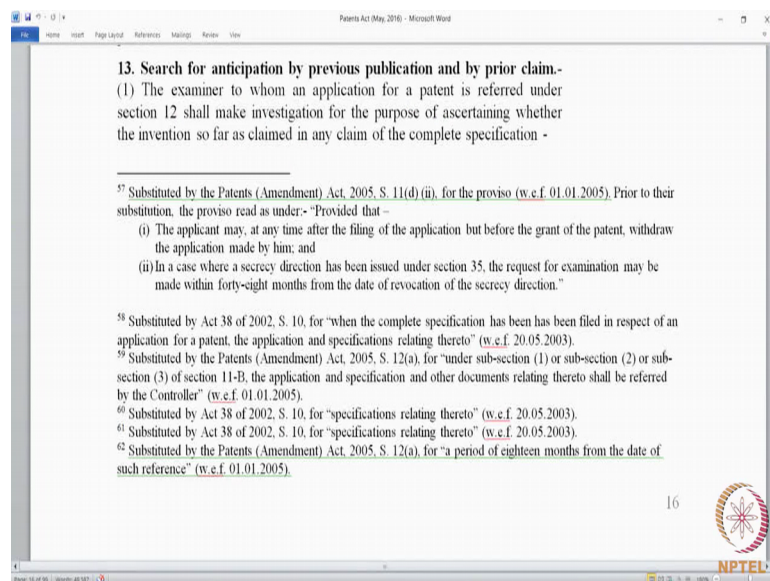 Patents Act (May, 2016) - Microsoft Word
File Home Insert Page Layout References Mailings Review View
13. Search for anticipation by previous publication and by prior claim.-
(1) The examiner to whom an application for a patent is referred under
section 12 shall make investigation for the purpose of ascertaining whether
the invention so far as claimed in any claim of the complete specification -
57 Substituted by the Patents (Amendment) Act, 2005, S. 11(d) (ii), for the proviso (w.e.f. 01.01.2005). Prior to their
substitution, the proviso read as under:- “Provided that –
(i) The applicant may, at any time after the filing of the application but before the grant of the patent, withdraw
the application made by him; and
(ii) In a case where a secrecy direction has been issued under section 35, the request for examination may be
made within forty-eight months from the date of revocation of the secrecy direction.”
58 Substituted by Act 38 of 2002, S. 10, for “when the complete specification has been has been filed in respect of an
application for a patent, the application and specifications relating thereto” (w.e.f. 20.05.2003).
59 Substituted by the Patents (Amendment) Act, 2005, S. 12(a), for “under sub-section (1) or sub-section (2) or sub-
section (3) of section 11-B, the application and specification and other documents relating thereto shall be referred
by the Controller” (w.e.f. 01.01.2005).
60 Substituted by Act 38 of 2002, S. 10, for “specifications relating thereto” (w.e.f. 20.05.2003).
61 Substituted by Act 38 of 2002, S. 10, for “specifications relating thereto” (w.e.f. 20.05.2003).
62 Substituted by the Patents (Amendment) Act, 2005, S. 12(a), for “a period of eighteen months from the date of
such reference” (w.e.f. 01.01.2005).
16
NPTEL